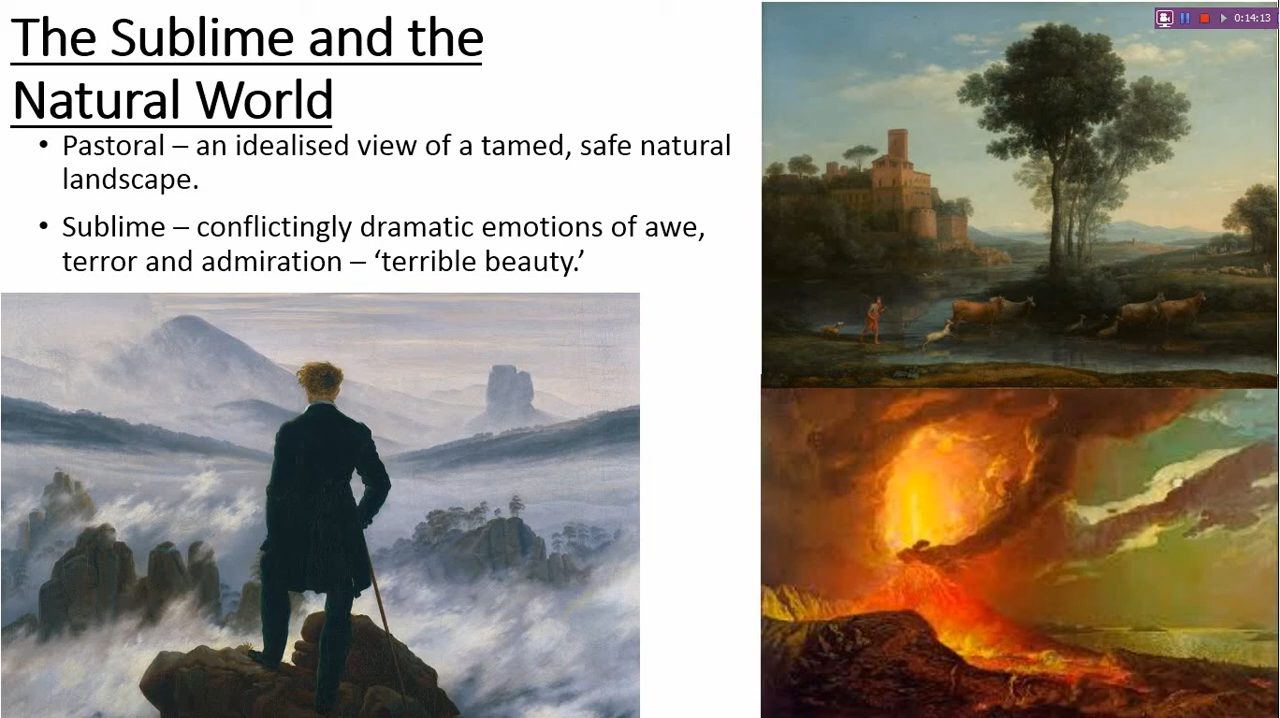 The Sublime and the
Natural World
• Pastoral – an idealised view of a tamed, safe natural
landscape.
• Sublime – conflictingly dramatic emotions of awe,
terror and admiration – ‘terrible beauty.’
0:14:13